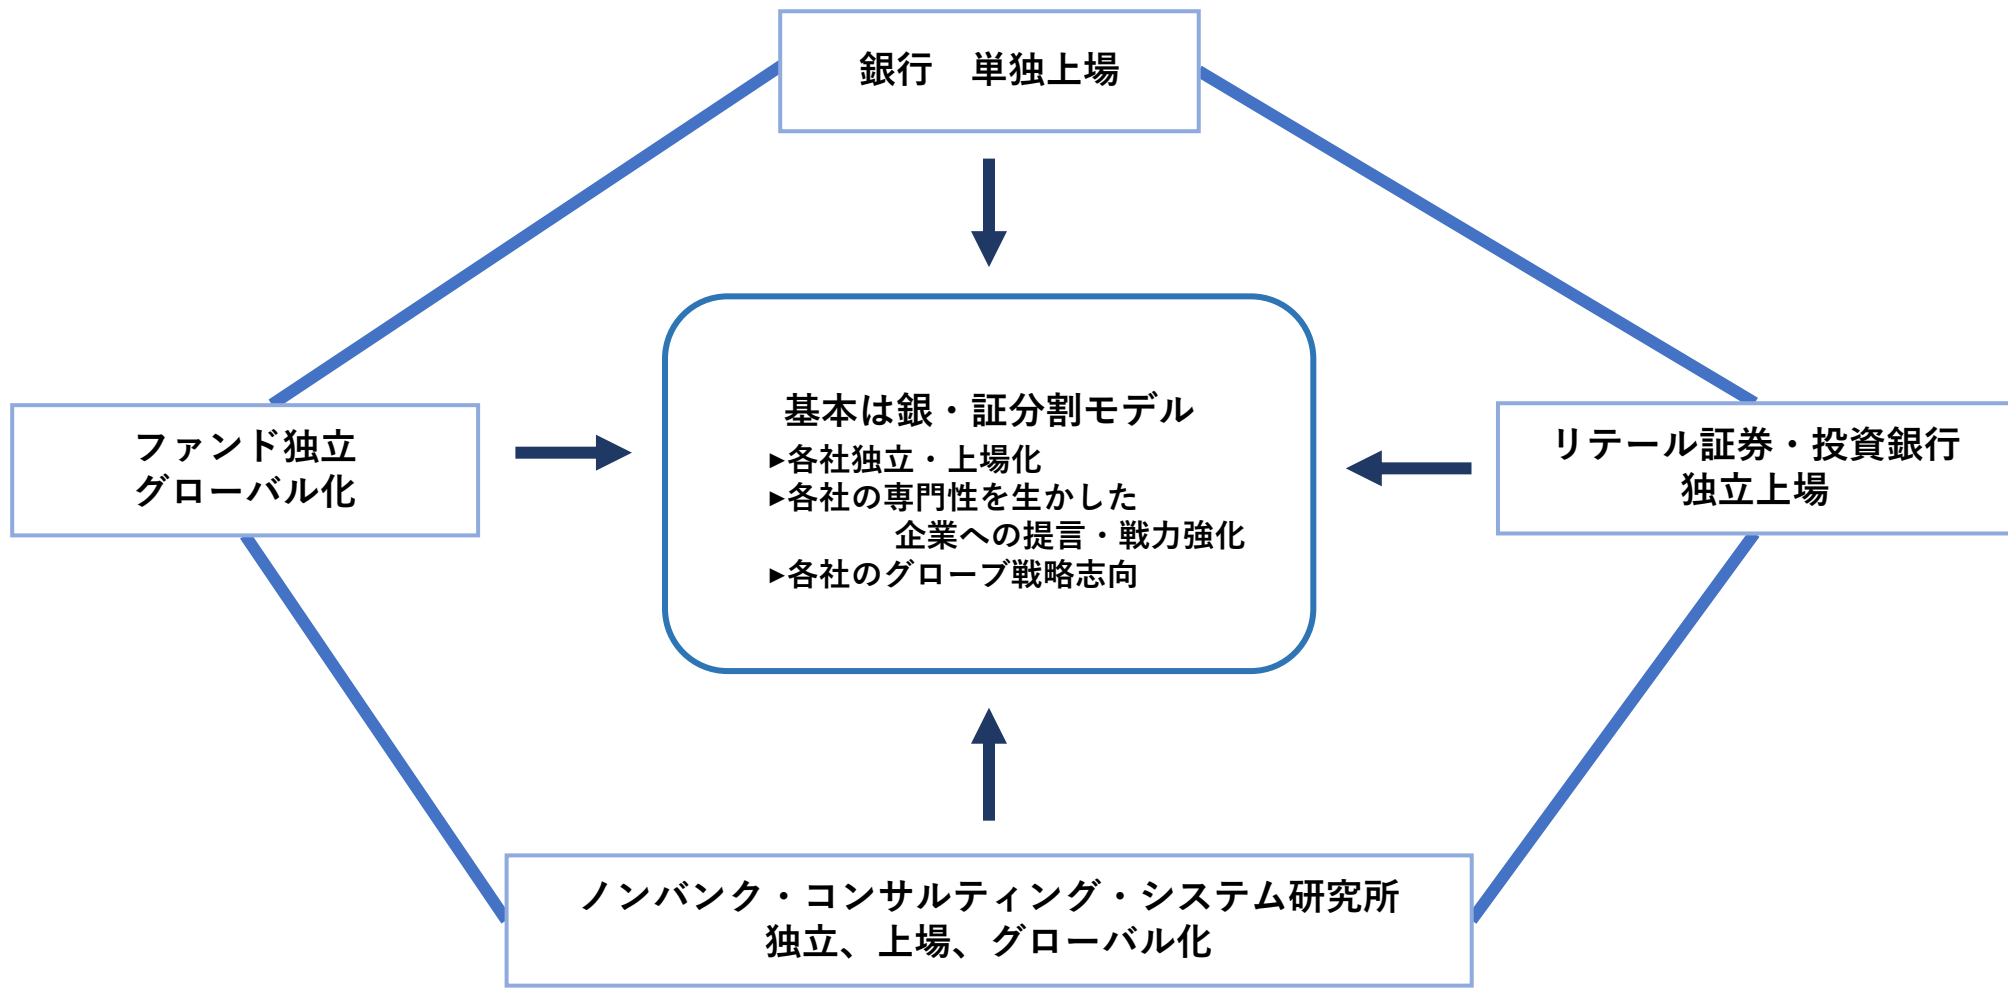 銀行　単独上場
ファンド独立
グローバル化
基本は銀・証分割モデル
▸各社独立・上場化
▸各社の専門性を生かした
企業への提言・戦力強化
▸各社のグローブ戦略志向
リテール証券・投資銀行
独立上場
ノンバンク・コンサルティング・システム研究所
独立、上場、グローバル化